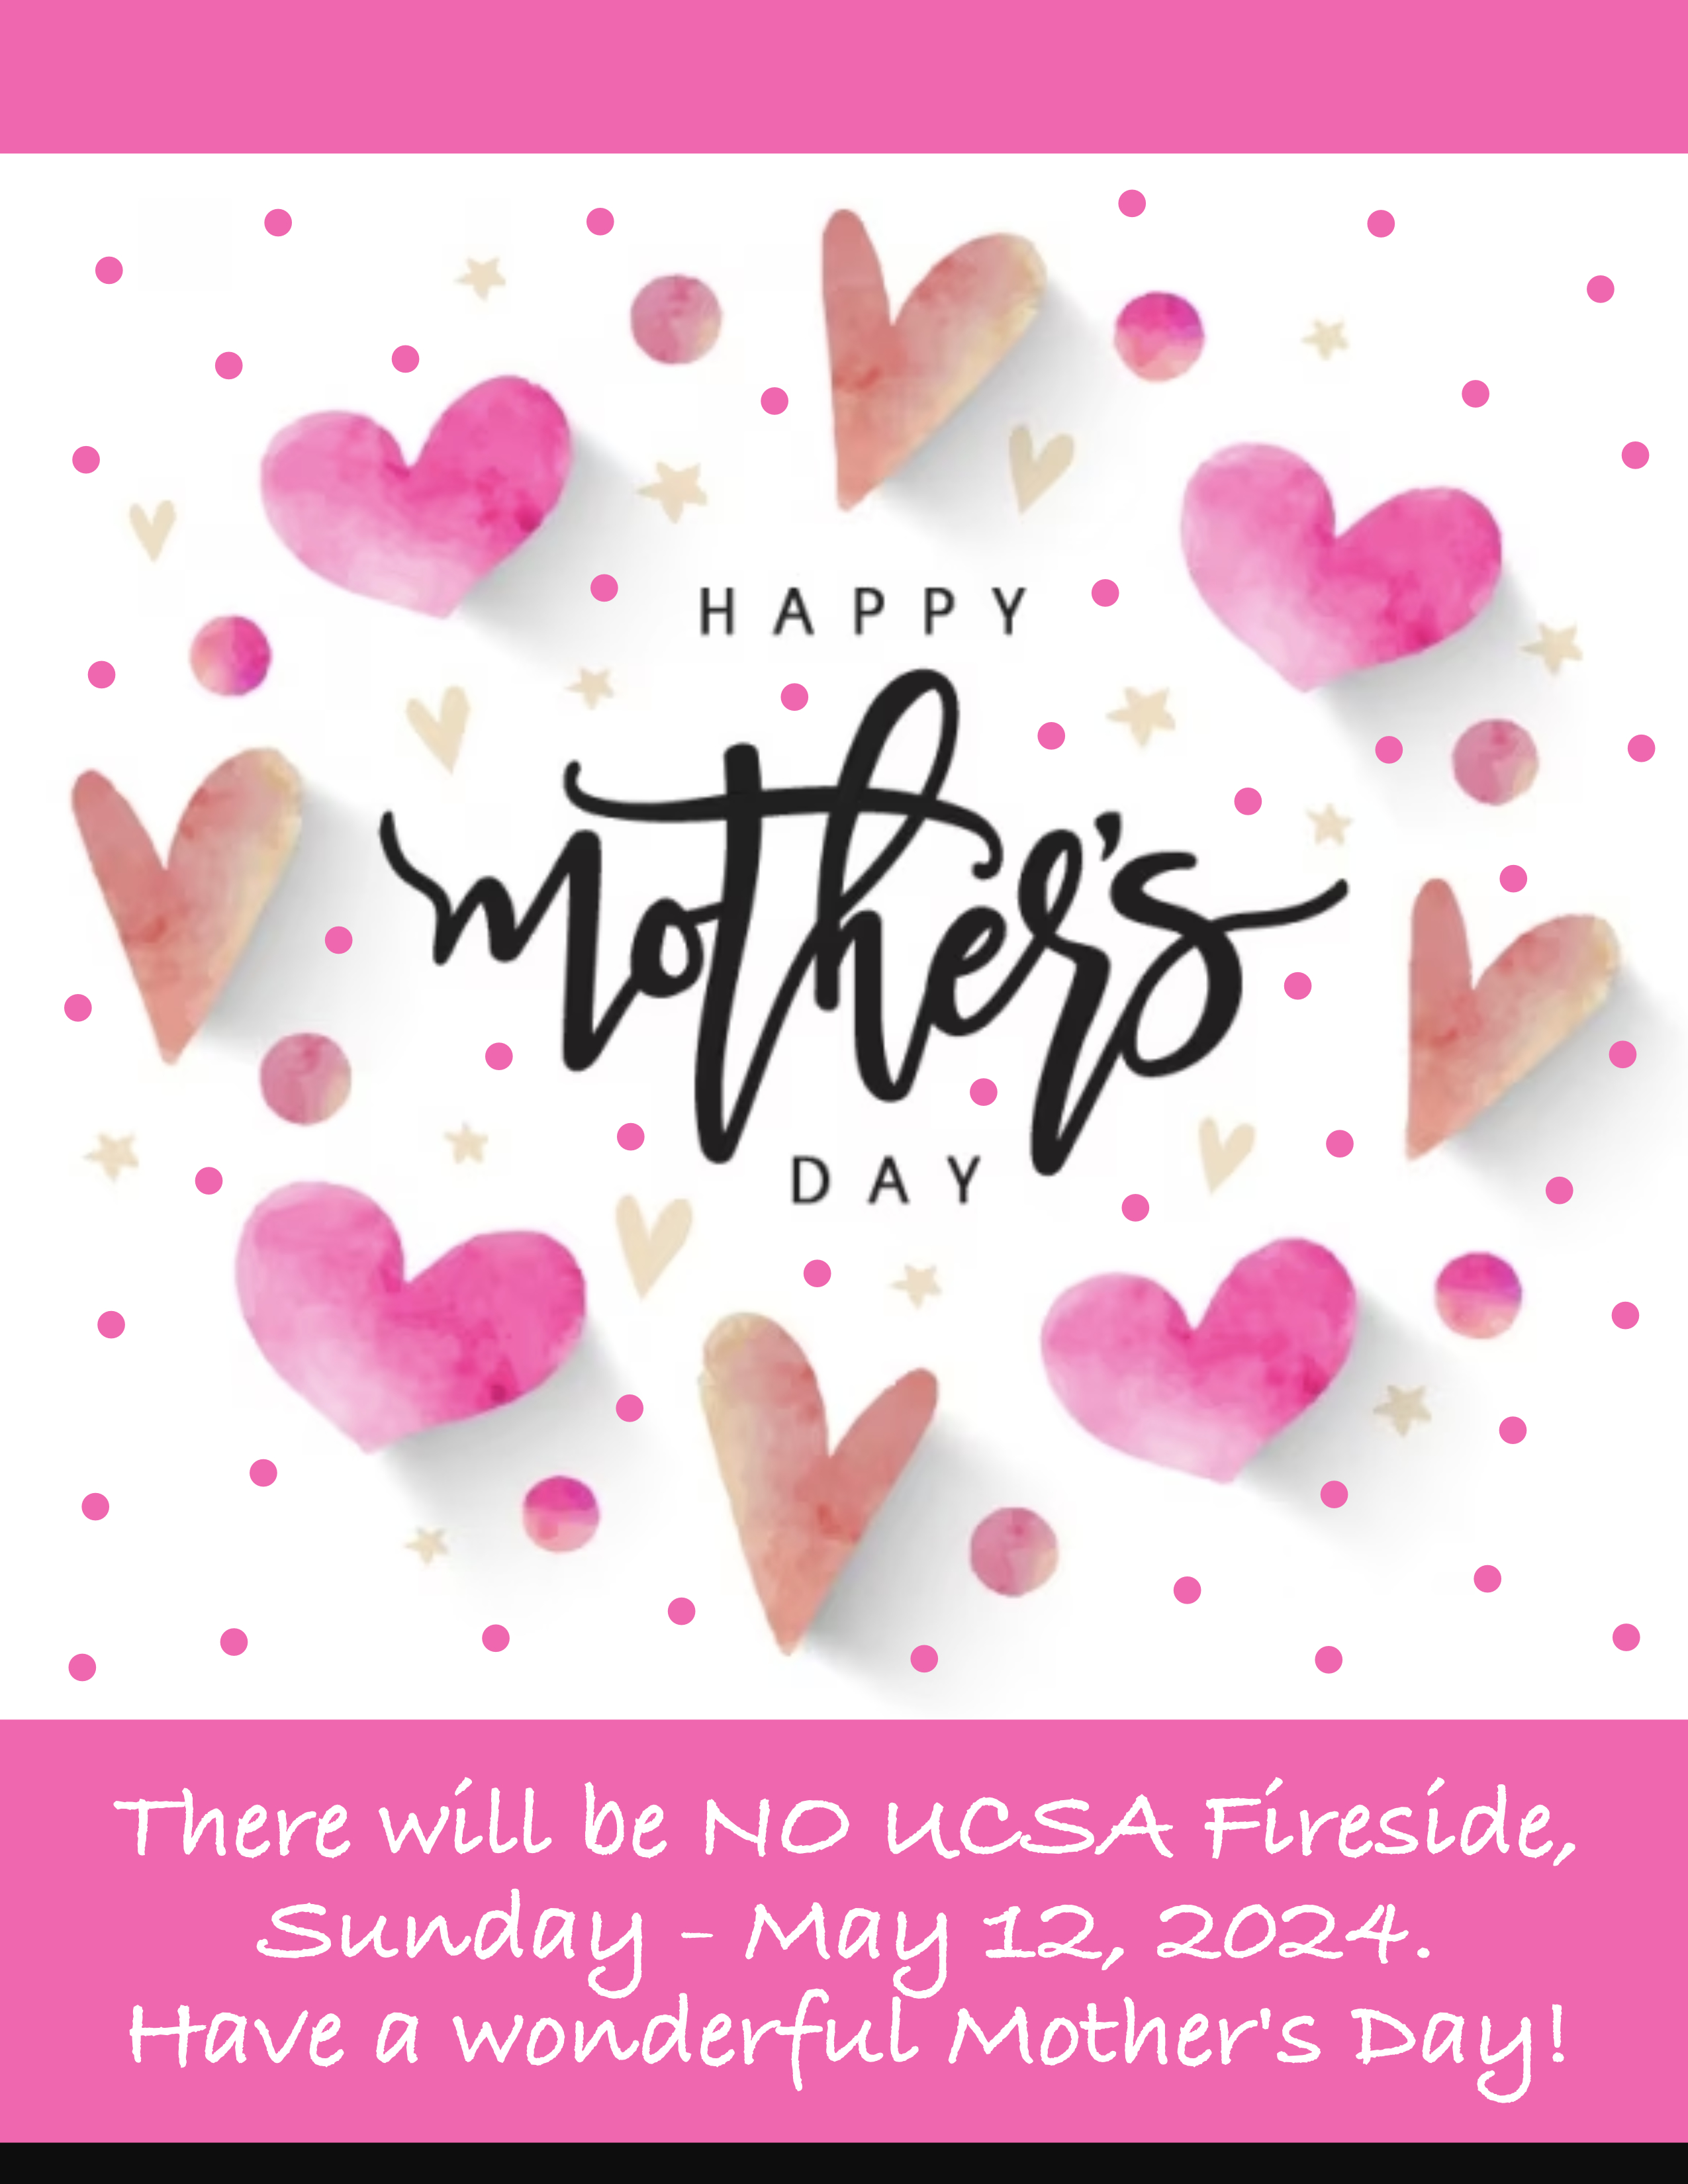 HAPPY
mother's
DAY
There will be NO UCSA Fireside,
Sunday - May 12, 2024.
Have a wonderful Mother's Day!